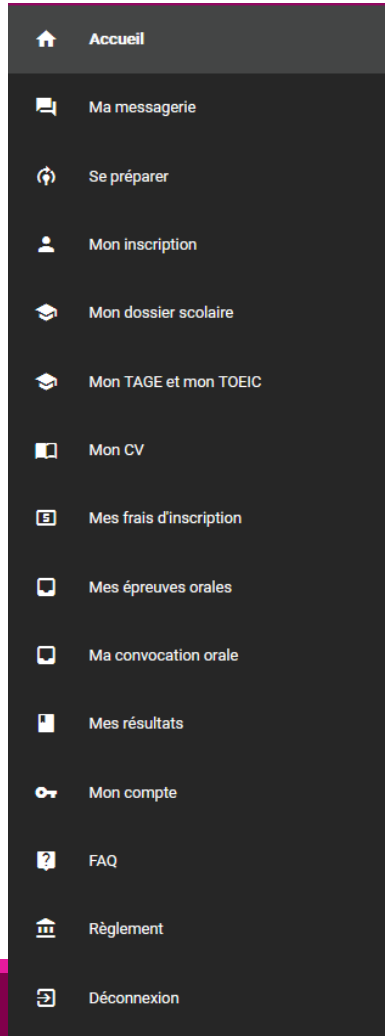 Accueil
Ma messagerie
Se préparer
Mon inscription
Mon dossier scolaire
Mon TAGE et mon TOEIC
Mon CV
Mes frais d'inscription
Mes épreuves orales
Ma convocation orale
Mes résultats
Mon compte
FAQ
Règlement
Déconnexion